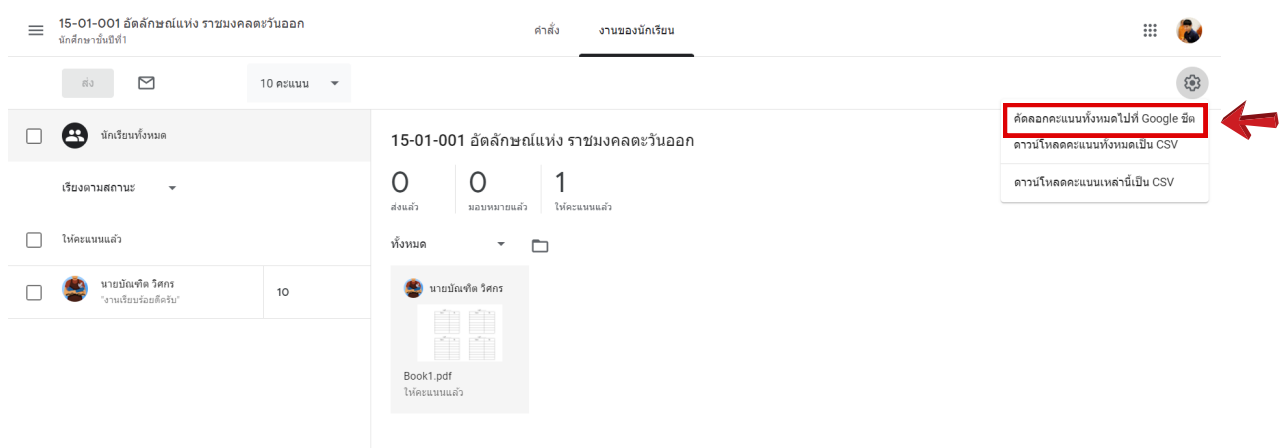 15-01-001 อัตลักษณ์แห่ง ราชมงคลตะวันออก
นักศึกษาชั้นปีที่1
คำสั่ง
งานของนักเรียน
ส่ง
10 คะแนน
คัดลอกคะแนนทั้งหมดไปที่ Google ชีต
ดาวน์โหลดคะแนนทั้งหมดเป็น CSV
ดาวน์โหลดคะแนนเหล่านี้เป็น CSV
นักเรียนทั้งหมด
เรียงตามสถานะ
ให้คะแนนแล้ว
นายบัณฑิต วิศกร
"งานเรียบร้อยดีครับ"
10
15-01-001 อัตลักษณ์แห่ง ราชมงคลตะวันออก
0 0 1
ส่งแล้ว มอบหมายแล้ว ให้คะแนนแล้ว
ทั้งหมด
นายบัณฑิต วิศกร
Book1.pdf
ให้คะแนนแล้ว